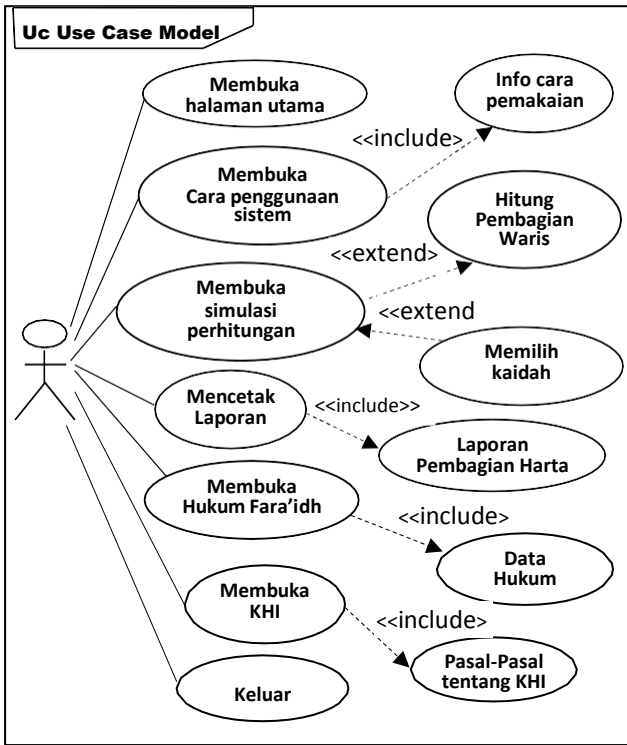 Uc Use Case Model
Membuka
halaman utama
Info cara
pemakaian
<<include>
Membuka
Cara penggunaan
sistem
Hitung
Pembagian
Waris
<<extend>
Membuka
simulasi
perhitungan
<<extend
Memilih
kaidah
Mencetak
Laporan
<<include>>
Laporan
Pembagian Harta
Membuka
Hukum Fara’idh
<<include>
Data
Hukum
Membuka
KHI
<<include>
Pasal-Pasal
tentang KHI
Keluar